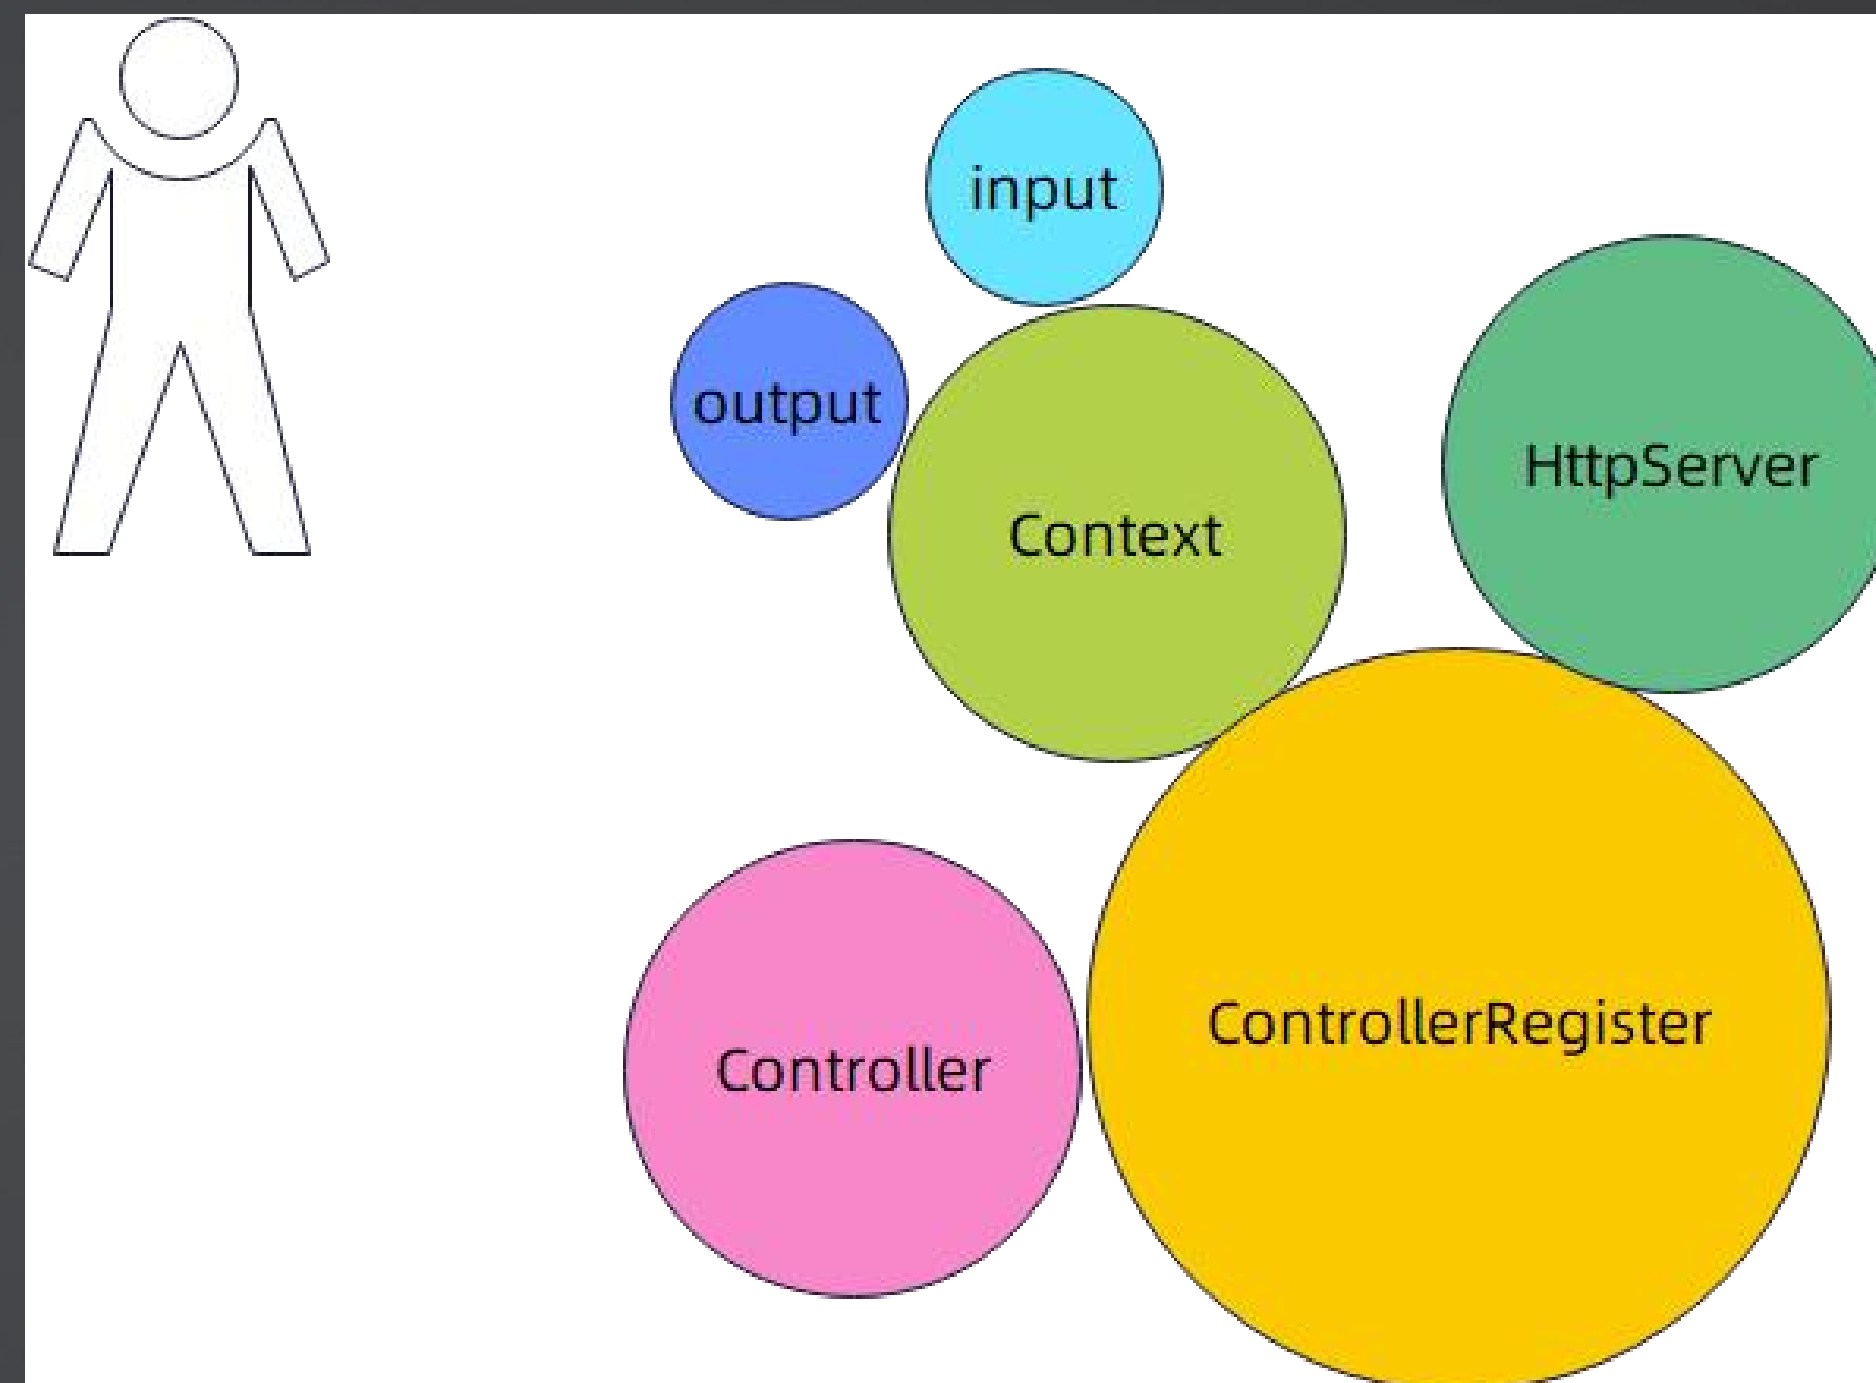 input
output
HttpServer
Context
ControllerRegister
Controller